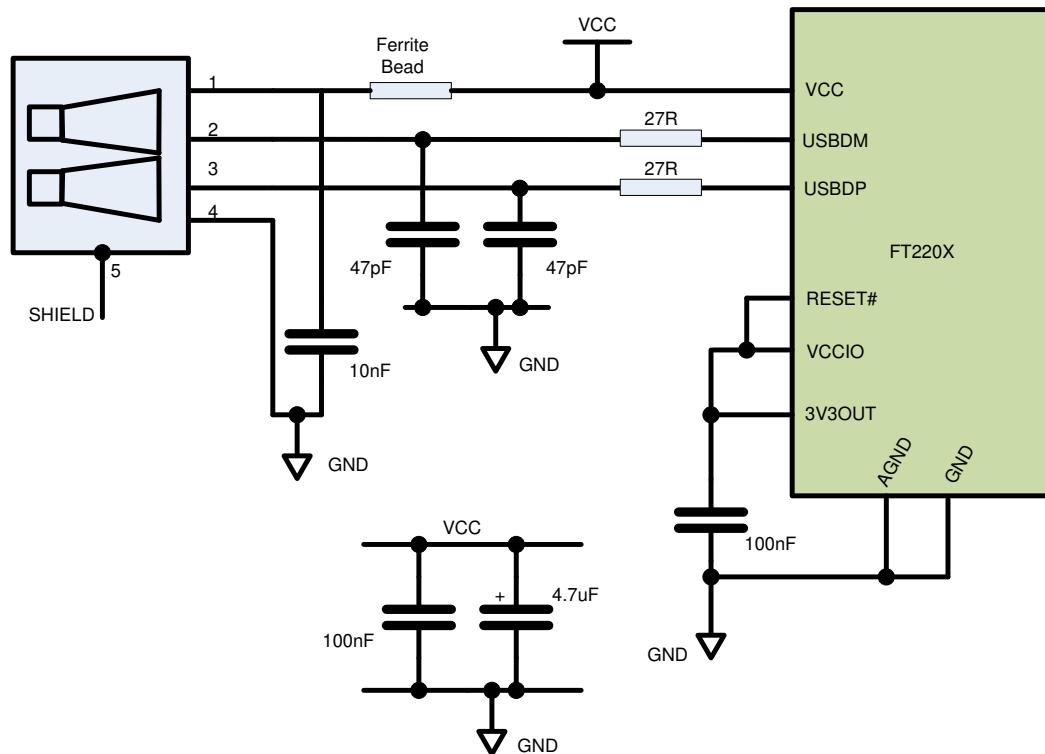 VCC
Ferrite
Bead
1
VCC
27R
2
USBDM
27R
3
USBDP
4
FT220X
47pF
47pF
5
RESET#
SHIELD
VCCIO
GND
10nF
3V3OUT
GND
AGND
GND
VCC
100nF
4.7uF
+
100nF
GND
GND